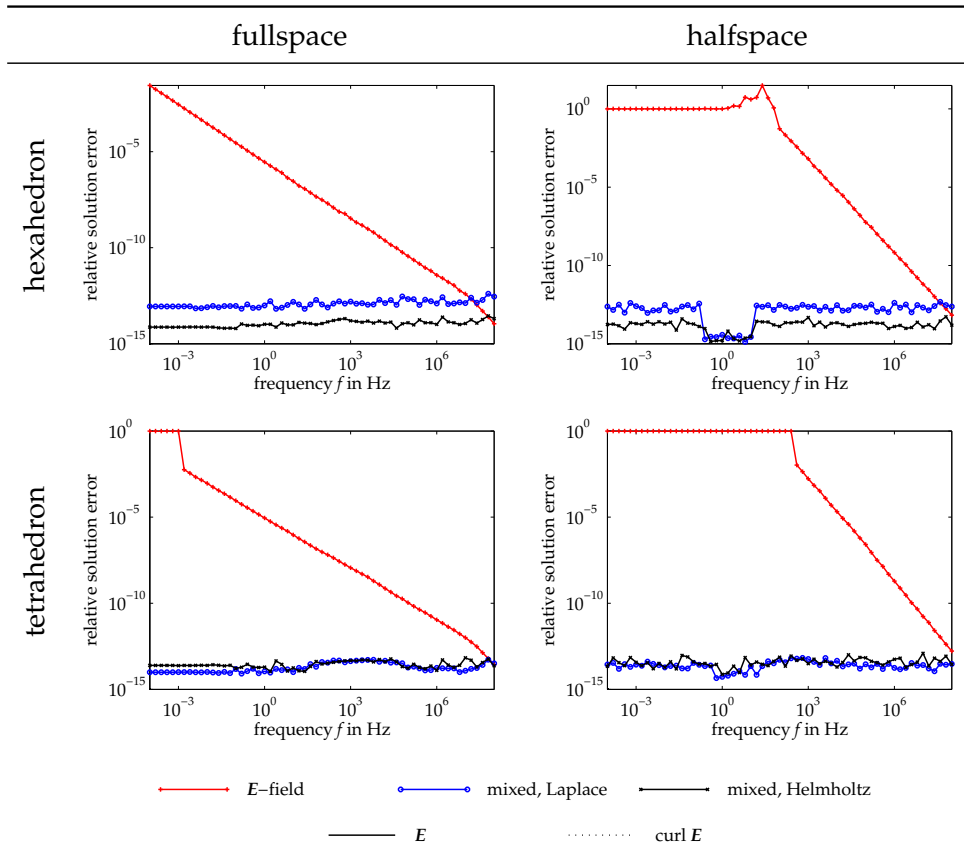 fullspace halfspace
hexahedron
relative solution error
10^-5
10^-10
10^-15
10^-3 10^0 10^3 10^6
frequency f in Hz
relative solution error
10^0
10^-5
10^-10
10^-15
10^-3 10^0 10^3 10^6
frequency f in Hz
tetrahedron
relative solution error
10^0
10^-5
10^-10
10^-15
10^-3 10^0 10^3 10^6
frequency f in Hz
relative solution error
10^0
10^-5
10^-10
10^-15
10^-3 10^0 10^3 10^6
frequency f in Hz
E–field mixed, Laplace mixed, Helmholtz
E curl E